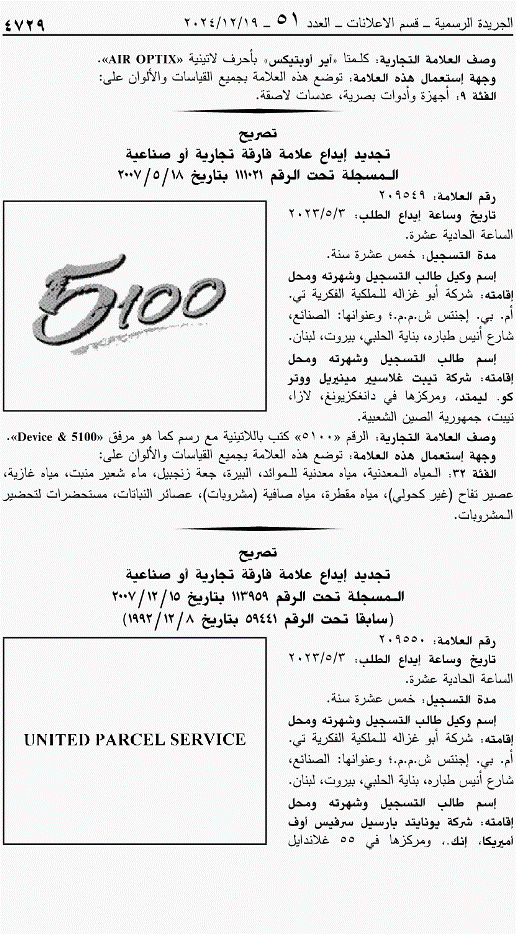 الجريدة الرسمية ـ قسم الاعلانات ـ العدد ٥١ ـ ٢٠٢٤/١٢/١٩
٤٧٢٩
وصف العلامة التجارية: كلمتا «آير أوبتيكس» بأحرف لاتينية «AIR OPTIX».
وجهة إستعمال هذه العلامة: توضع هذه العلامة بجميع القياسات والألوان على:
الفئة ٩: أجهزة وأدوات بصرية، عدسات لاصقة.
تصريح
تجديد إيداع علامة فارقة تجارية أو صناعية
المسجلة تحت الرقم ١١١٠٢١ بتاريخ ٢٠٠٧/٥/١٨
رقم العلامة: ٢٠٩٥٤٩
تاريخ وساعة إيداع الطلب: ٢٠٢٣/٥/٣
الساعة الحادية عشرة.
مدة التسجيل: خمس عشرة سنة.
إسم وكيل طالب التسجيل وشهرته ومحل
إقامته: شركة أبو غزاله للملكية الفكرية تي.
أم. بي. إجنتس ش.م.م.؛ وعنوانها: الصنائع،
شارع أنيس طباره، بناية الحلبي، بيروت، لبنان.
إسم طالب التسجيل وشهرته ومحل
إقامته: شركة تيبت غلاسيير مينيريل ووتر
كو. ليمتد، ومركزها في دانغكزيونغ، لازا،
تيبت، جمهورية الصين الشعبية.
5100
وصف العلامة التجارية: الرقم «٥١٠٠» كتب باللاتينية مع رسم كما هو مرفق «Device & 5100».
وجهة إستعمال هذه العلامة: توضع هذه العلامة بجميع القياسات والألوان على:
الفئة ٣٢: المياه المعدنية، مياه معدنية للموائد، البيرة، جعة زنجبيل، ماء شعير منبت، مياه غازية،
عصير تفاح (غير كحولي)، مياه مقطرة، مياه صافية (مشروبات)، عصائر النباتات، مستحضرات لتحضير
المشروبات.
تصريح
تجديد إيداع علامة فارقة تجارية أو صناعية
المسجلة تحت الرقم ١١٣٩٥٩ بتاريخ ٢٠٠٧/١٢/١٥
(سابقا تحت الرقم ٥٩٤٤١ بتاريخ ١٩٩٢/١٢/٨)
رقم العلامة: ٢٠٩٥٥٠
تاريخ وساعة إيداع الطلب: ٢٠٢٣/٥/٣
الساعة الحادية عشرة.
مدة التسجيل: خمس عشرة سنة.
إسم وكيل طالب التسجيل وشهرته ومحل
إقامته: شركة أبو غزاله للملكية الفكرية تي.
أم. بي. إجنتس ش.م.م.؛ وعنوانها: الصنائع،
شارع أنيس طباره، بناية الحلبي، بيروت، لبنان.
إسم طالب التسجيل وشهرته ومحل
إقامته: شركة يونايتد بارسيل سرفيس أوف
أميريكا، إنك.، ومركزها في ٥٥ غلاندايل
UNITED PARCEL SERVICE